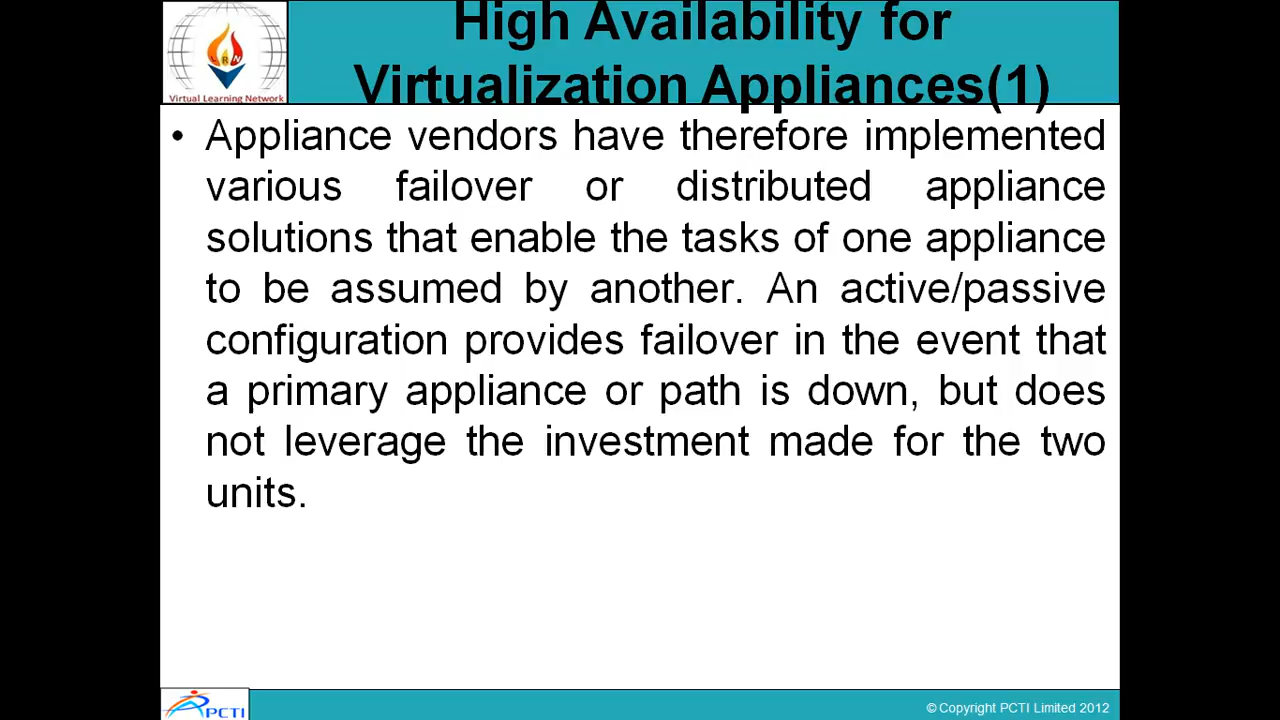 High Availability for
Virtualization Appliances(1)
LRN
Virtual Learning Network
• Appliance vendors have therefore implemented
various failover or distributed appliance
solutions that enable the tasks of one appliance
to be assumed by another. An active/passive
configuration provides failover in the event that
a primary appliance or path is down, but does
not leverage the investment made for the two
units.
PCTI
© Copyright PCTI Limited 2012